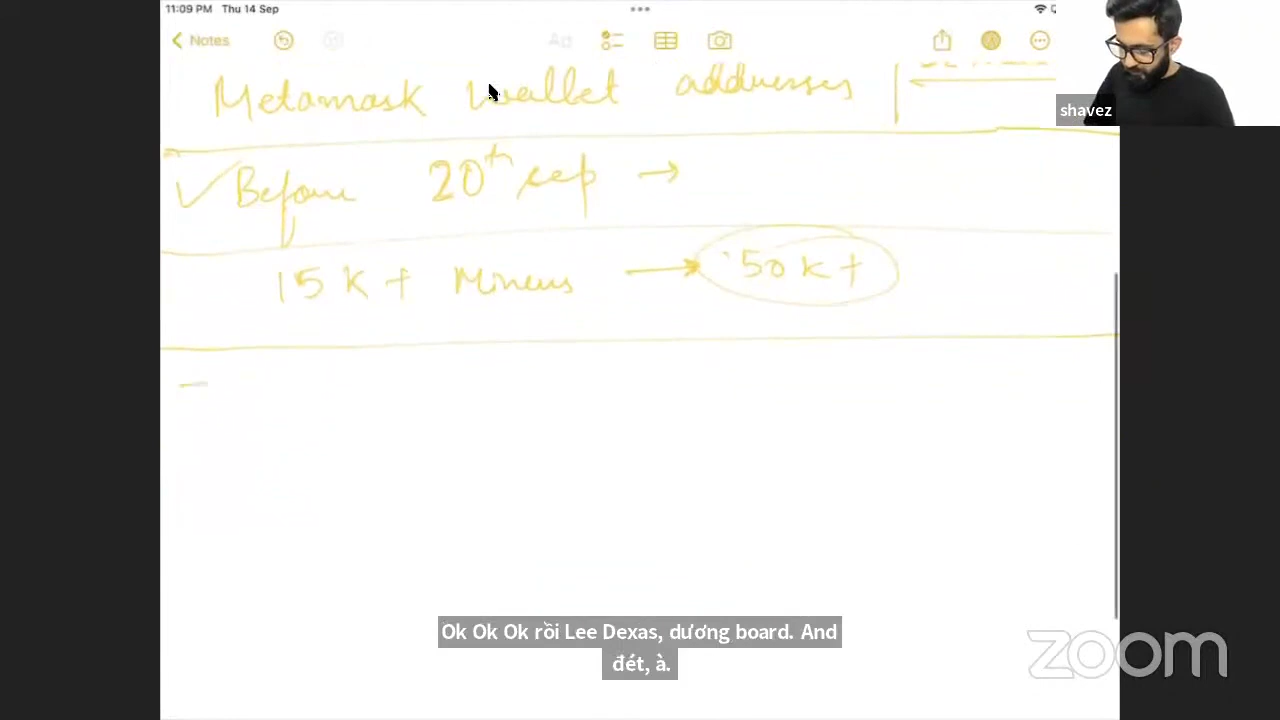 11:09 PM Thu 14 Sep
Notes
shavez
Metamask wallet addresses
Before 20th sep →
15 K + Miners → 50 K +
Ok Ok Ok rồi Lee Dexas, dương board. And
đét, à.
zoom